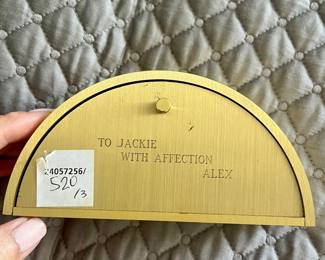 TO JACKIE
WITH AFFECTION
ALEX
24057256/
520
/3